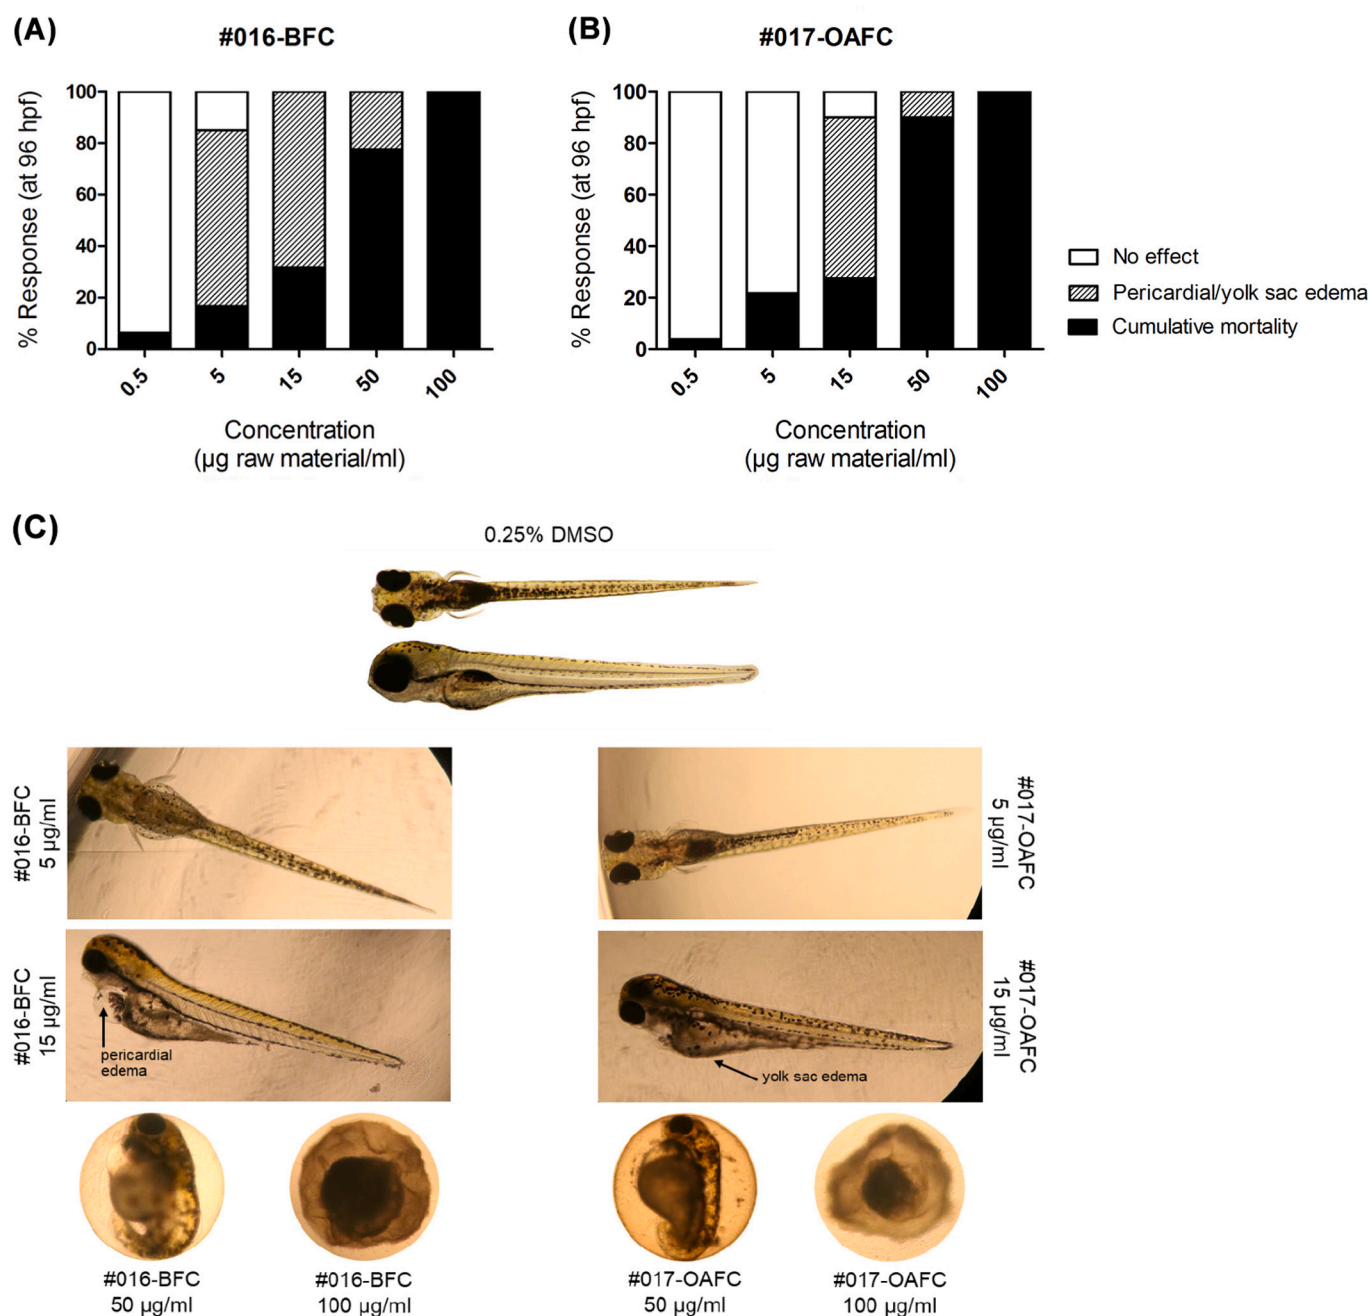 (A)
#016-BFC
% Response (at 96 hpf)
100
80
60
40
20
0
0.5
5
15
50
100
Concentration
(µg raw material/ml)
(B)
#017-OAFC
% Response (at 96 hpf)
100
80
60
40
20
0
0.5
5
15
50
100
Concentration
(µg raw material/ml)
No effect
Pericardial/yolk sac edema
Cumulative mortality
(C)
0.25% DMSO
#016-BFC
5 µg/ml
#017-OAFC
5 µg/ml
#016-BFC
15 µg/ml
pericardial
edema
yolk sac edema
#017-OAFC
15 µg/ml
#016-BFC
50 µg/ml
#016-BFC
100 µg/ml
#017-OAFC
50 µg/ml
#017-OAFC
100 µg/ml